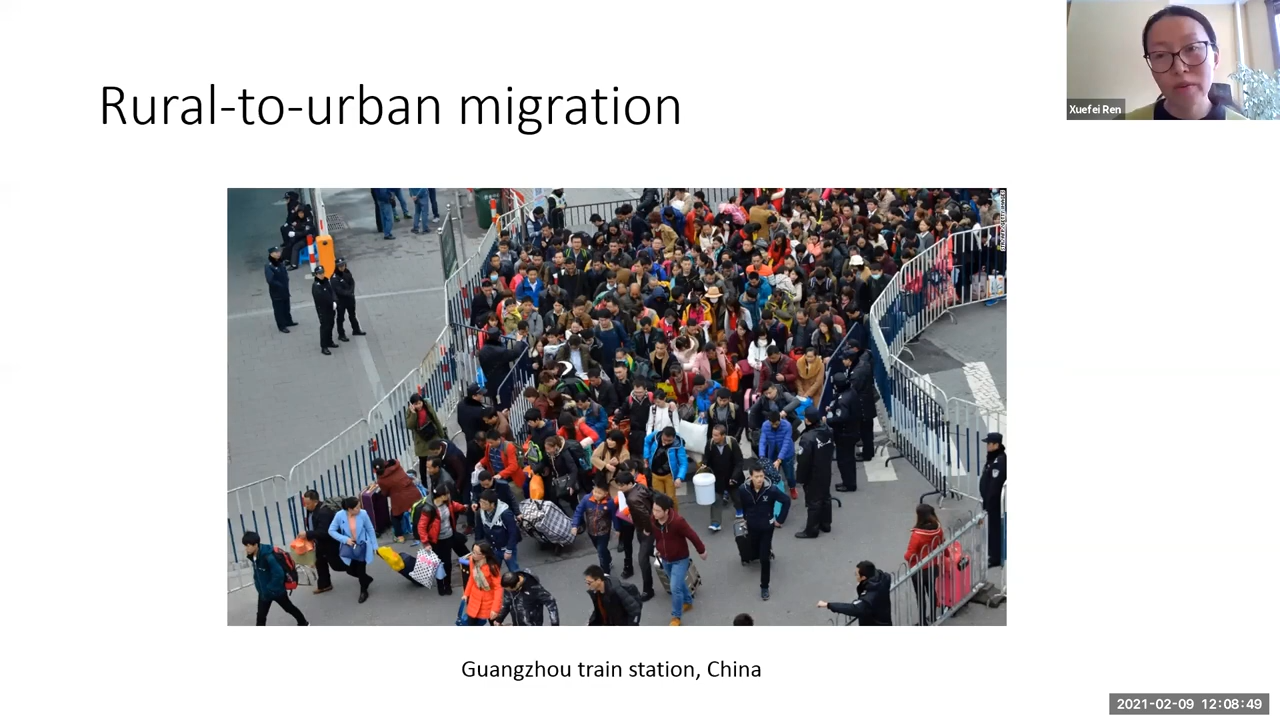 Rural-to-urban migration
Xuefei Ren
Guangzhou train station, China
2021-02-09 12:08:49